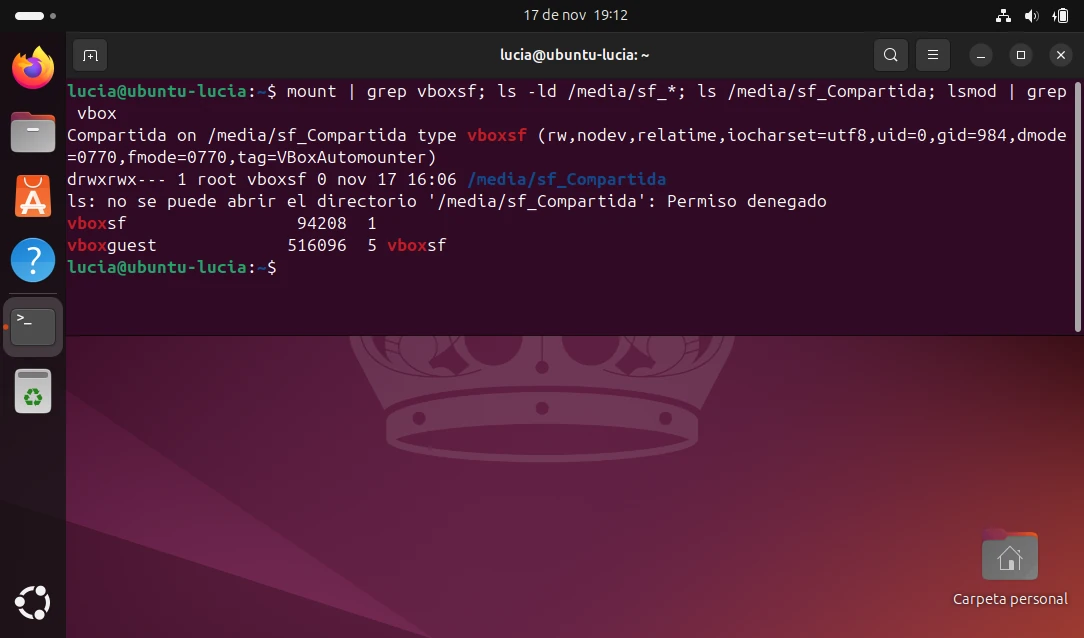 17 de nov 19:12
lucia@ubuntu-lucia: ~
lucia@ubuntu-lucia:~$ mount | grep vboxsf; ls -ld /media/sf_*; ls /media/sf_Compartida; lsmod | grep
vbox
Compartida on /media/sf_Compartida type vboxsf (rw,nodev,relatime,iocharset=utf8,uid=0,gid=984,dmode
=0770,fmode=0770,tag=VBoxAutomounter)
drwxrwx--- 1 root vboxsf 0 nov 17 16:06 /media/sf_Compartida
ls: no se puede abrir el directorio '/media/sf_Compartida': Permiso denegado
vboxsf 94208 1
vboxguest 516096 5 vboxsf
lucia@ubuntu-lucia:~$
Carpeta personal